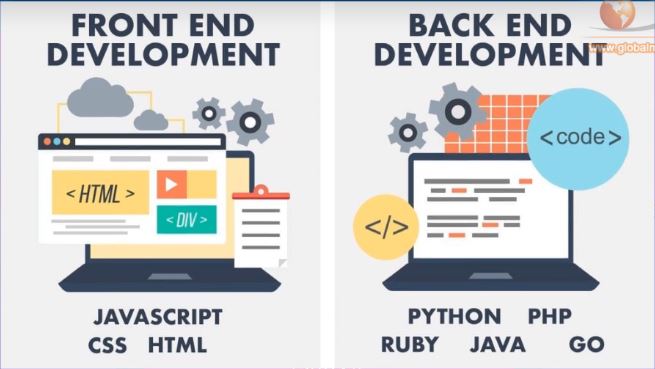 FRONT END
DEVELOPMENT
< HTML >
< DIV >
JAVASCRIPT
CSS HTML
BACK END
DEVELOPMENT
<code>
</>
PYTHON PHP
RUBY JAVA GO